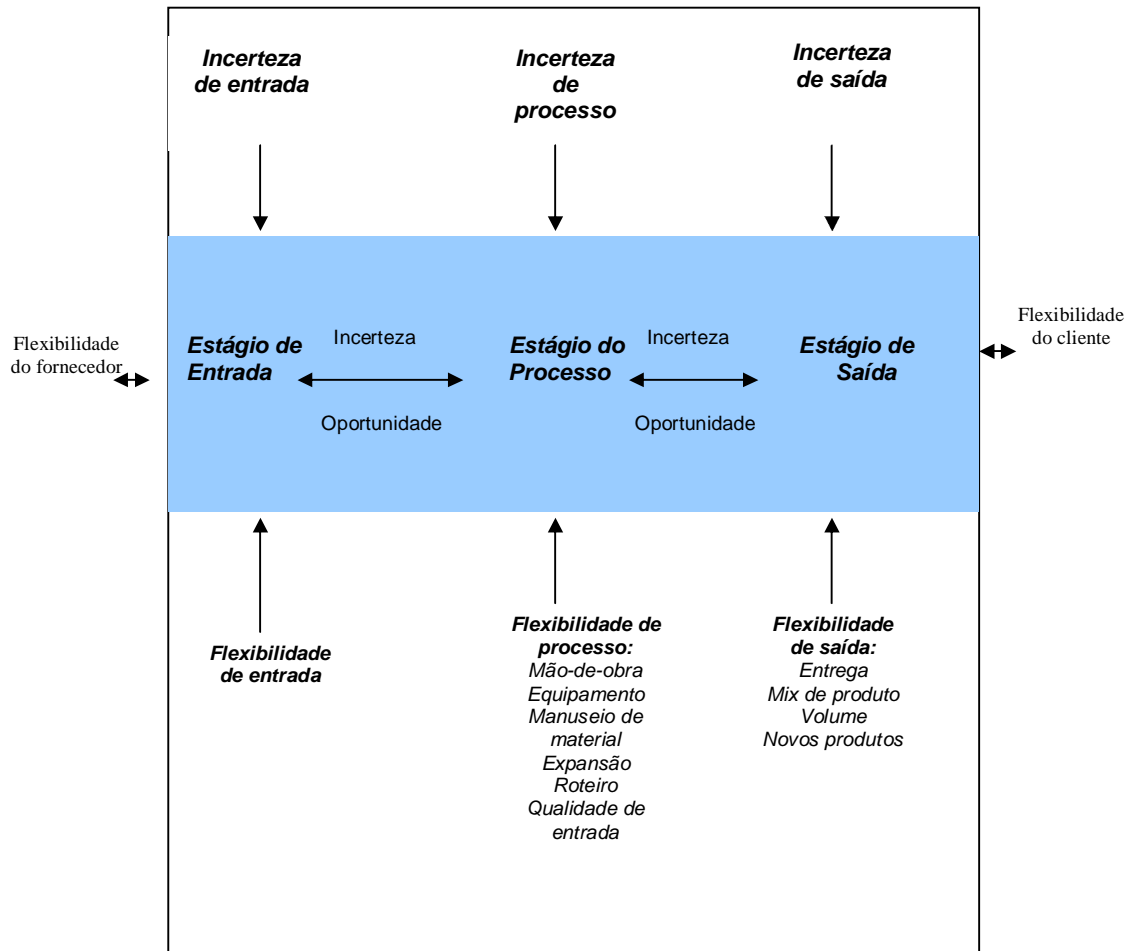 Incerteza
de entrada
Incerteza
de
processo
Incerteza
de saída
Flexibilidade
do fornecedor
Estágio de
Entrada
Incerteza
Oportunidade
Estágio do
Processo
Incerteza
Oportunidade
Estágio de
Saída
Flexibilidade
do cliente
Flexibilidade
de entrada
Flexibilidade de
processo:
Mão-de-obra
Equipamento
Manuseio de
material
Expansão
Roteiro
Qualidade de
entrada
Flexibilidade
de saída:
Entrega
Mix de produto
Volume
Novos produtos